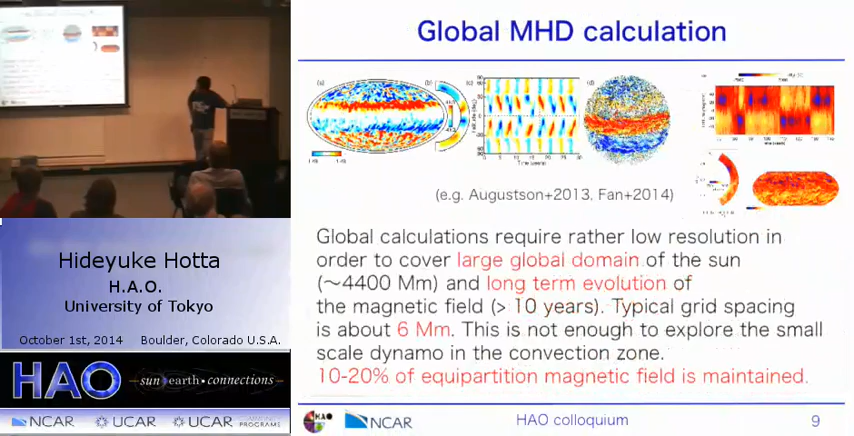 Global MHD calculation
(a)
(b)
(c)
(d)
(e.g. Augustson+2013, Fan+2014)
Global calculations require rather low resolution in
order to cover large global domain of the sun
(~4400 Mm) and long term evolution of
the magnetic field (> 10 years). Typical grid spacing
is about 6 Mm. This is not enough to explore the small
scale dynamo in the convection zone.
10-20% of equipartition magnetic field is maintained.
NCAR
HAO colloquium
9
Hideyuke Hotta
H.A.O.
University of Tokyo
October 1st, 2014 Boulder, Colorado U.S.A.
HAO
sun earth connections
NCAR
UCAR
UCAR
PROGRAMS